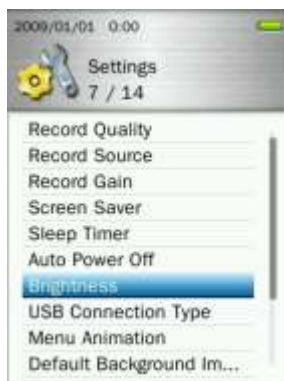 2009/01/01 0:00
Settings
7 / 14
Record Quality
Record Source
Record Gain
Screen Saver
Sleep Timer
Auto Power Off
Brightness
USB Connection Type
Menu Animation
Default Background Im...